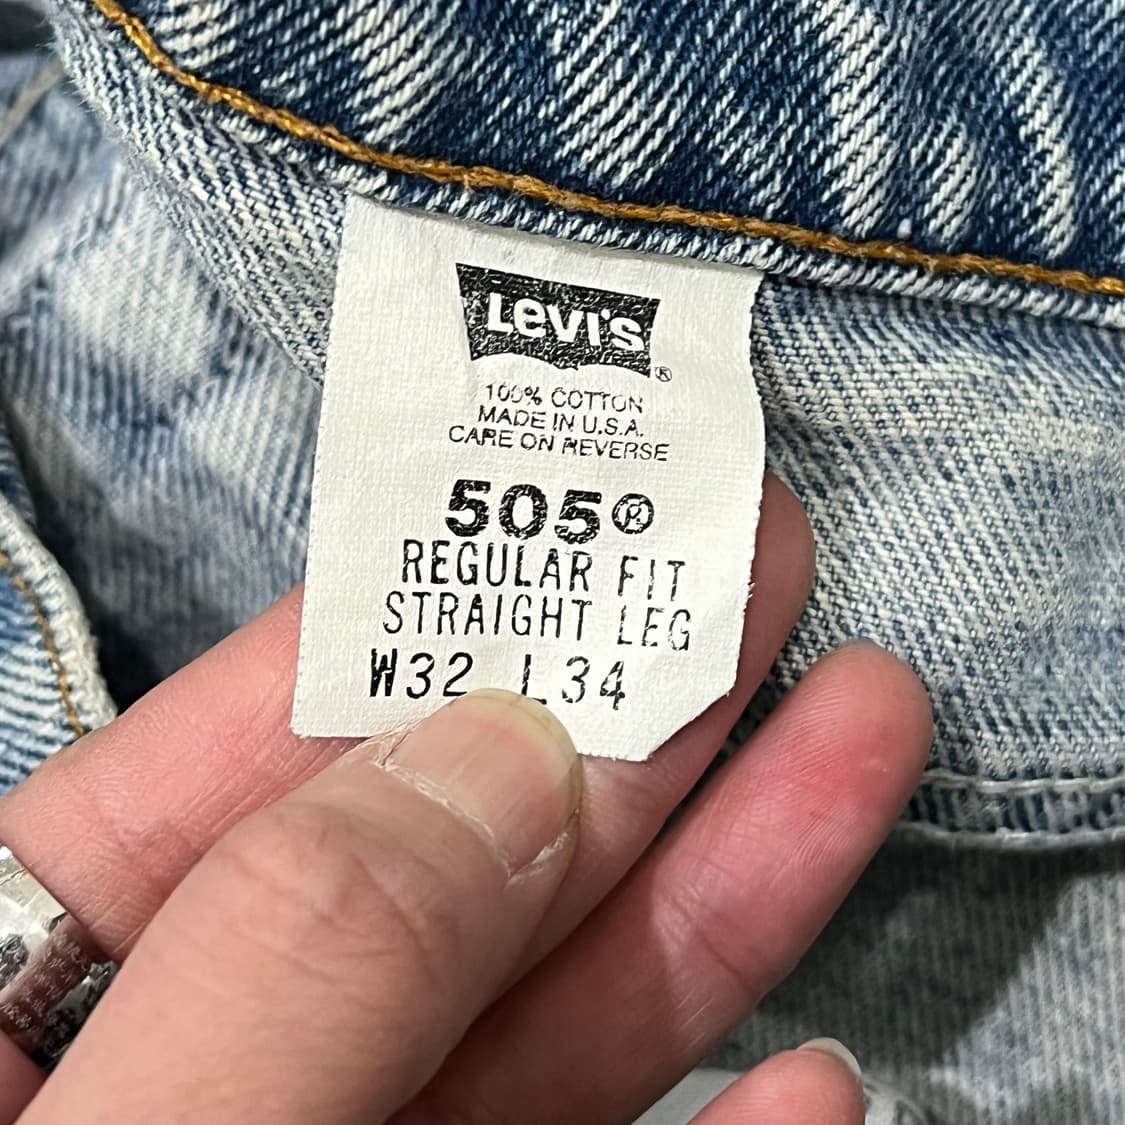 Levi's®
100% COTTON
MADE IN U.S.A.
CARE ON REVERSE
505®
REGULAR FIT
STRAIGHT LEG
W32 L34